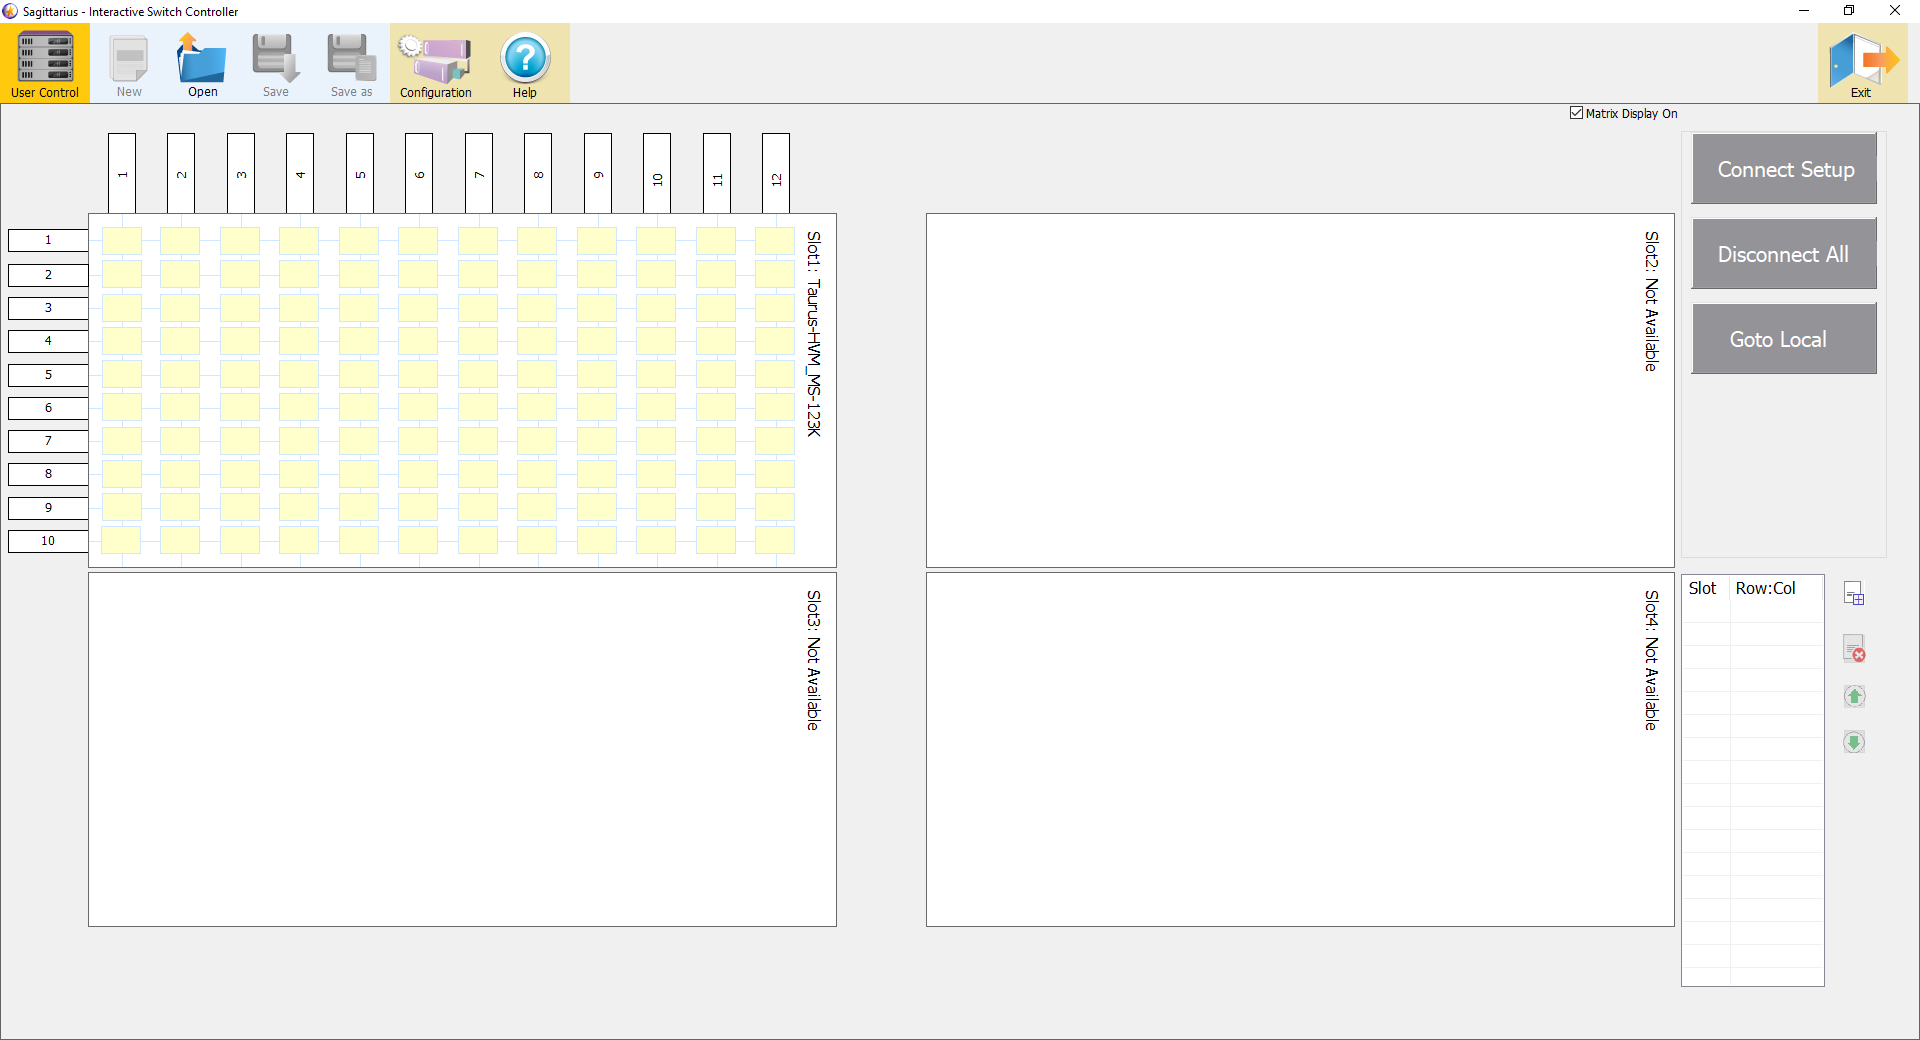 Sagittarius - Interactive Switch Controller
User Control
New
Open
Save
Save as
Configuration
Help
Exit
Matrix Display On
1
2
3
4
5
6
7
8
9
10
11
12
1
2
3
4
5
6
7
8
9
10
Slot1: Taurus-HVM_MS-123K
Slot2: Not Available
Slot3: Not Available
Slot4: Not Available
Connect Setup
Disconnect All
Goto Local
Slot Row:Col